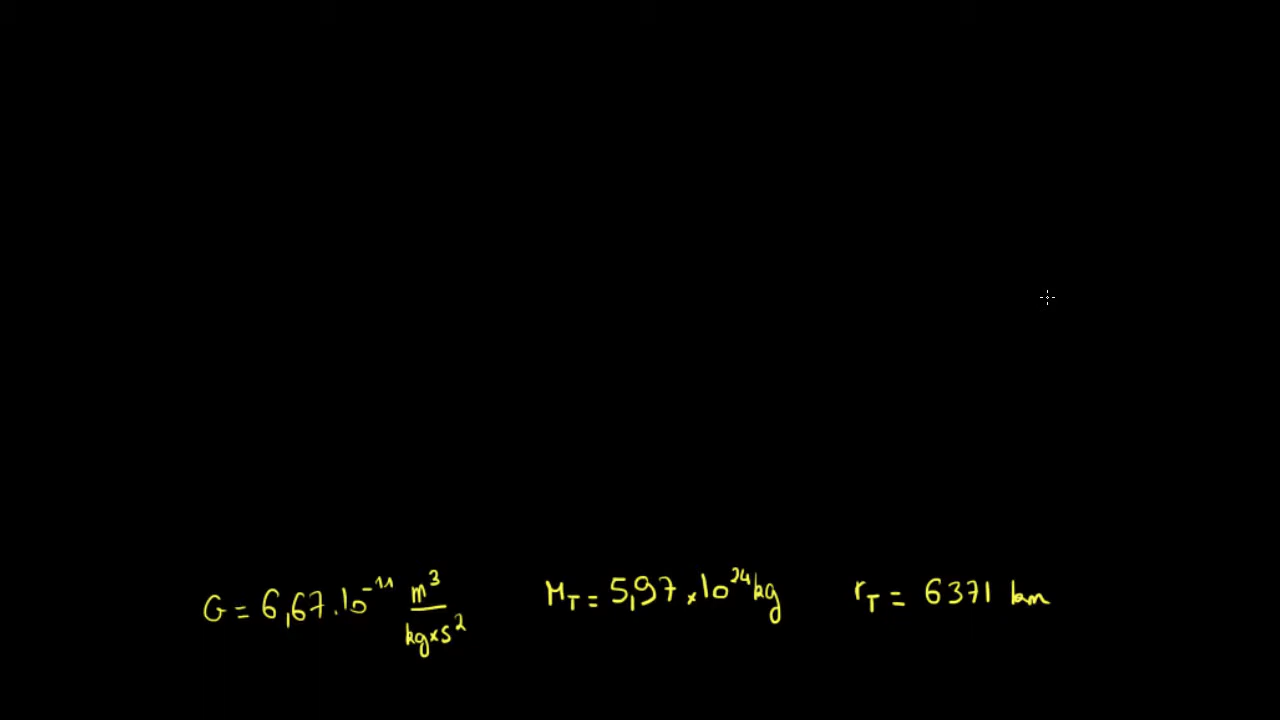 G = 6,67.10⁻¹¹ m³/kg×s²
M_T = 5,97 × 10²⁴ kg
r_T = 6371 km